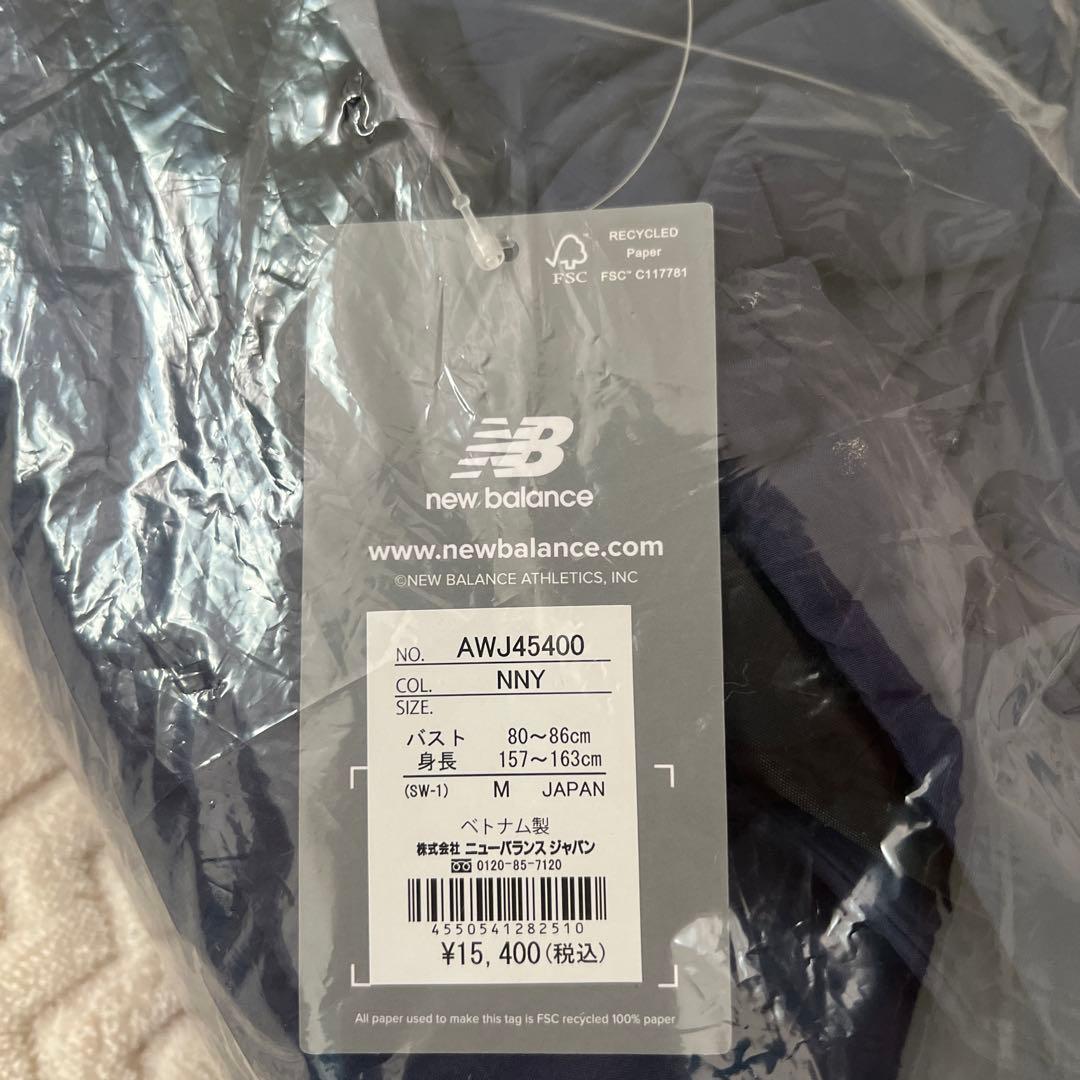 RECYCLED
Paper
FSC
FSC™ C117781
NB
new balance
www.newbalance.com
©NEW BALANCE ATHLETICS, INC
NO. AWJ45400
COL. NNY
SIZE.
バスト 80～86cm
身長 157～163cm
(SW-1) M JAPAN
ベトナム製
株式会社 ニューバランス ジャパン
0120-85-7120
4550541282510
¥15,400(税込)
All paper used to make this tag is FSC recycled 100% paper